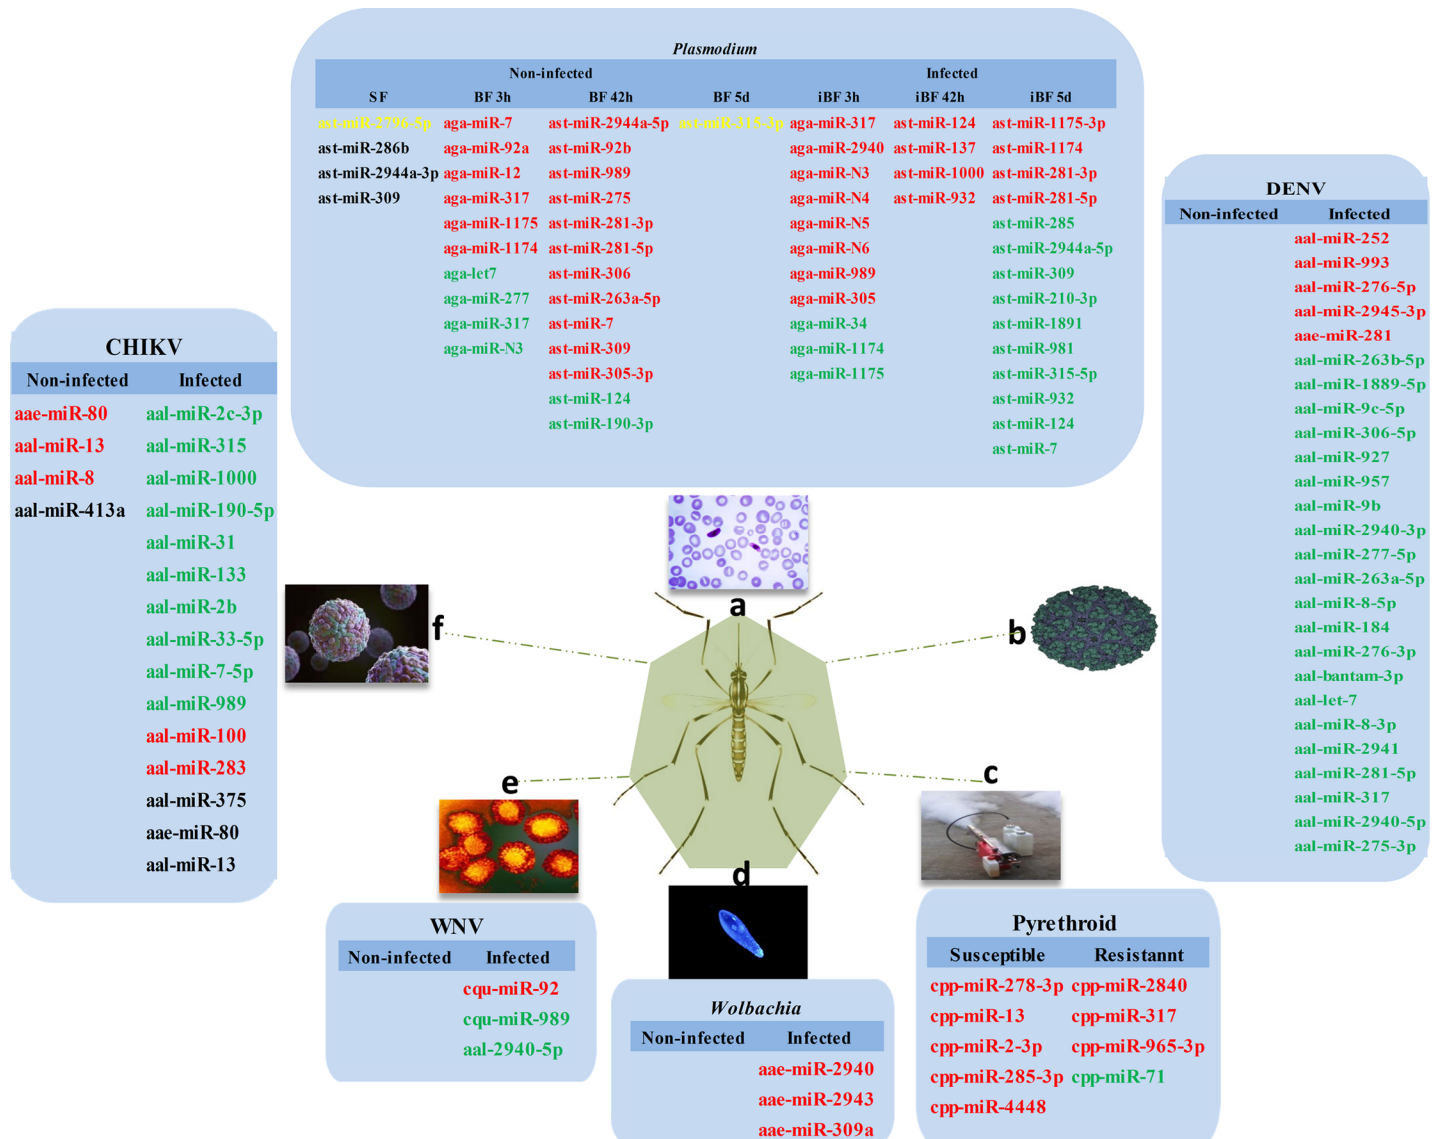 Plasmodium
Non-infected Infected
SF BF 3h BF 42h BF 5d iBF 3h iBF 42h iBF 5d
ast-miR-2796-5p aga-miR-7 ast-miR-2944a-5p ast-miR-315-3p aga-miR-317 ast-miR-124 ast-miR-1175-3p
ast-miR-286b aga-miR-92a ast-miR-92b aga-miR-2940 ast-miR-137 ast-miR-1174
ast-miR-2944a-3p aga-miR-12 ast-miR-989 aga-miR-N3 ast-miR-1000 ast-miR-281-3p
ast-miR-309 aga-miR-317 ast-miR-275 aga-miR-N4 ast-miR-932 ast-miR-281-5p
aga-miR-1175 ast-miR-281-3p aga-miR-N5 ast-miR-285
aga-miR-1174 ast-miR-281-5p aga-miR-N6 ast-miR-2944a-5p
aga-let7 ast-miR-306 aga-miR-989 ast-miR-309
aga-miR-277 ast-miR-263a-5p aga-miR-305 ast-miR-210-3p
aga-miR-317 ast-miR-7 aga-miR-34 ast-miR-1891
aga-miR-N3 ast-miR-309 aga-miR-1174 ast-miR-981
ast-miR-305-3p aga-miR-1175 ast-miR-315-5p
ast-miR-124 ast-miR-932
ast-miR-190-3p ast-miR-124
ast-miR-7
DENV
Non-infected Infected
aal-miR-252
aal-miR-993
aal-miR-276-5p
aal-miR-2945-3p
aae-miR-281
aal-miR-263b-5p
aal-miR-1889-5p
aal-miR-9c-5p
aal-miR-306-5p
aal-miR-927
aal-miR-957
aal-miR-9b
aal-miR-2940-3p
aal-miR-277-5p
aal-miR-263a-5p
aal-miR-8-5p
aal-miR-184
aal-miR-276-3p
aal-bantam-3p
aal-let-7
aal-miR-8-3p
aal-miR-2941
aal-miR-281-5p
aal-miR-317
aal-miR-2940-5p
aal-miR-275-3p
CHIKV
Non-infected Infected
aae-miR-80 aal-miR-2c-3p
aal-miR-13 aal-miR-315
aal-miR-8 aal-miR-1000
aal-miR-413a aal-miR-190-5p
aal-miR-31
aal-miR-133
aal-miR-2b
aal-miR-33-5p
aal-miR-7-5p
aal-miR-989
aal-miR-100
aal-miR-283
aal-miR-375
aae-miR-80
aal-miR-13
a
f
b
e
c
d
WNV
Non-infected Infected
cqu-miR-92
cqu-miR-989
aal-2940-5p
Wolbachia
Non-infected Infected
aae-miR-2940
aae-miR-2943
aae-miR-309a
Pyrethroid
Susceptible Resistannt
cpp-miR-278-3p cpp-miR-2840
cpp-miR-13 cpp-miR-317
cpp-miR-2-3p cpp-miR-965-3p
cpp-miR-285-3p cpp-miR-71
cpp-miR-4448